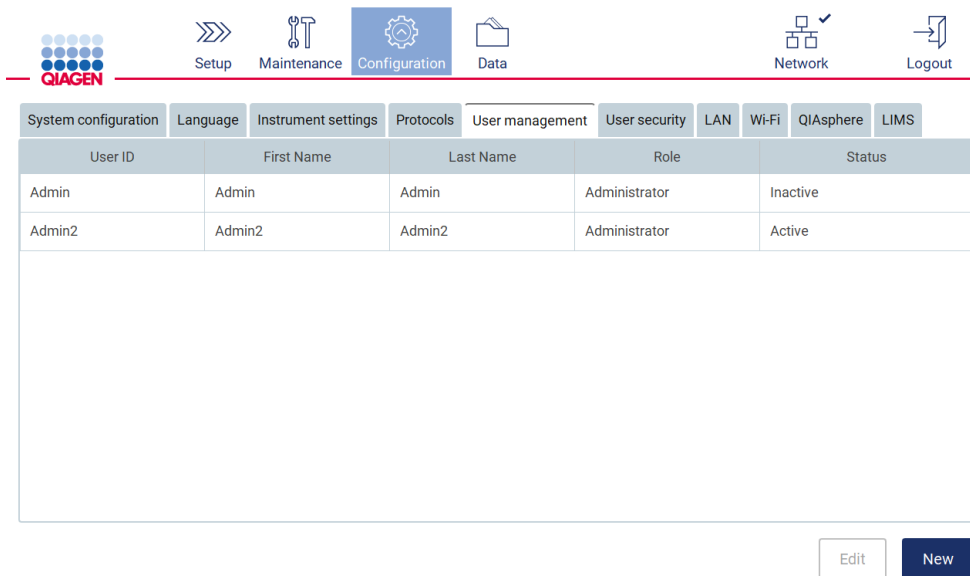 QIAGEN
Setup Maintenance Configuration Data Network Logout
System configuration Language Instrument settings Protocols User management User security LAN Wi-Fi QIAsphere LIMS
User ID First Name Last Name Role Status
Admin Admin Admin Administrator Inactive
Admin2 Admin2 Admin2 Administrator Active
Edit New